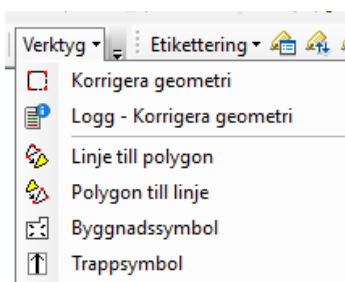 Verktyg Etikettering
Korrigera geometri
Logg - Korrigera geometri
Linje till polygon
Polygon till linje
Byggnadssymbol
Trappsymbol